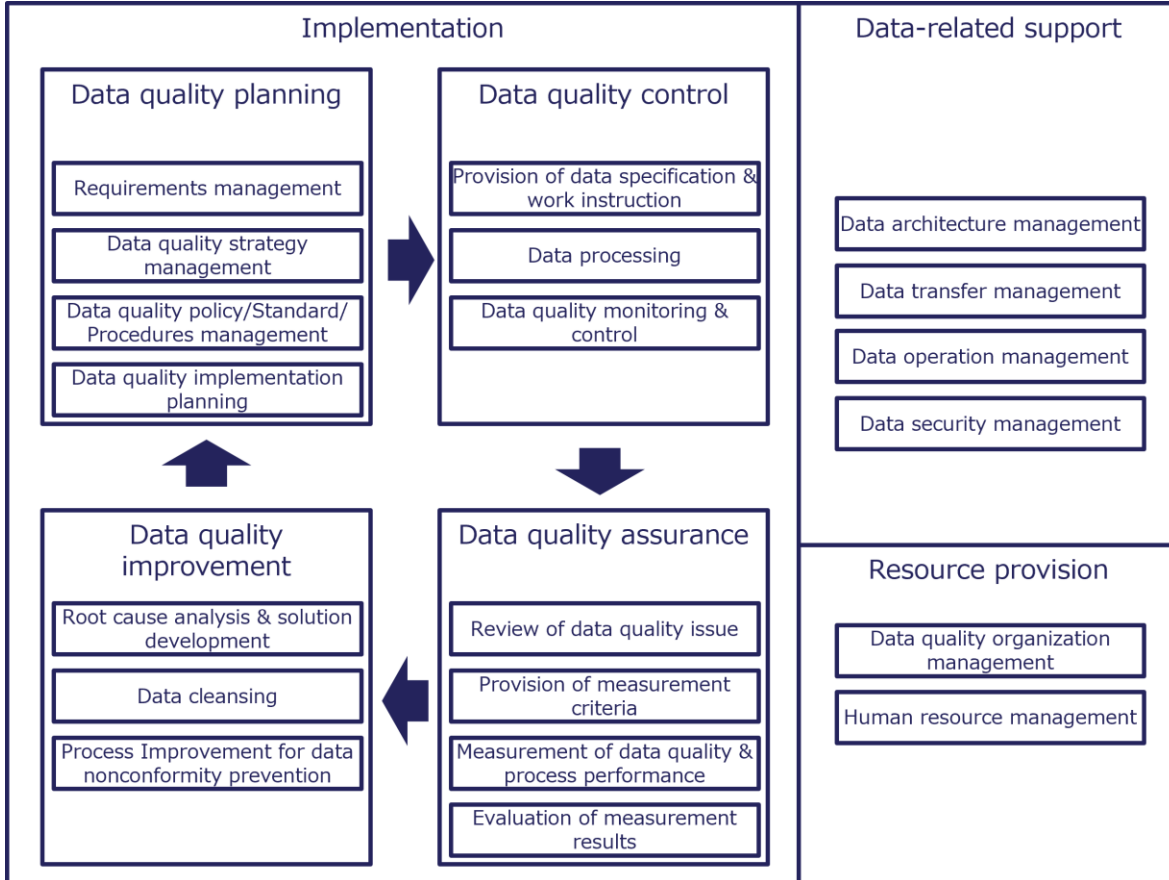 Implementation
Data quality planning
Requirements management
Data quality strategy
management
Data quality policy/Standard/
Procedures management
Data quality implementation
planning
Data quality control
Provision of data specification &
work instruction
Data processing
Data quality monitoring &
control
Data quality
improvement
Root cause analysis & solution
development
Data cleansing
Process Improvement for data
nonconformity prevention
Data quality assurance
Review of data quality issue
Provision of measurement
criteria
Measurement of data quality &
process performance
Evaluation of measurement
results
Data-related support
Data architecture management
Data transfer management
Data operation management
Data security management
Resource provision
Data quality organization
management
Human resource management